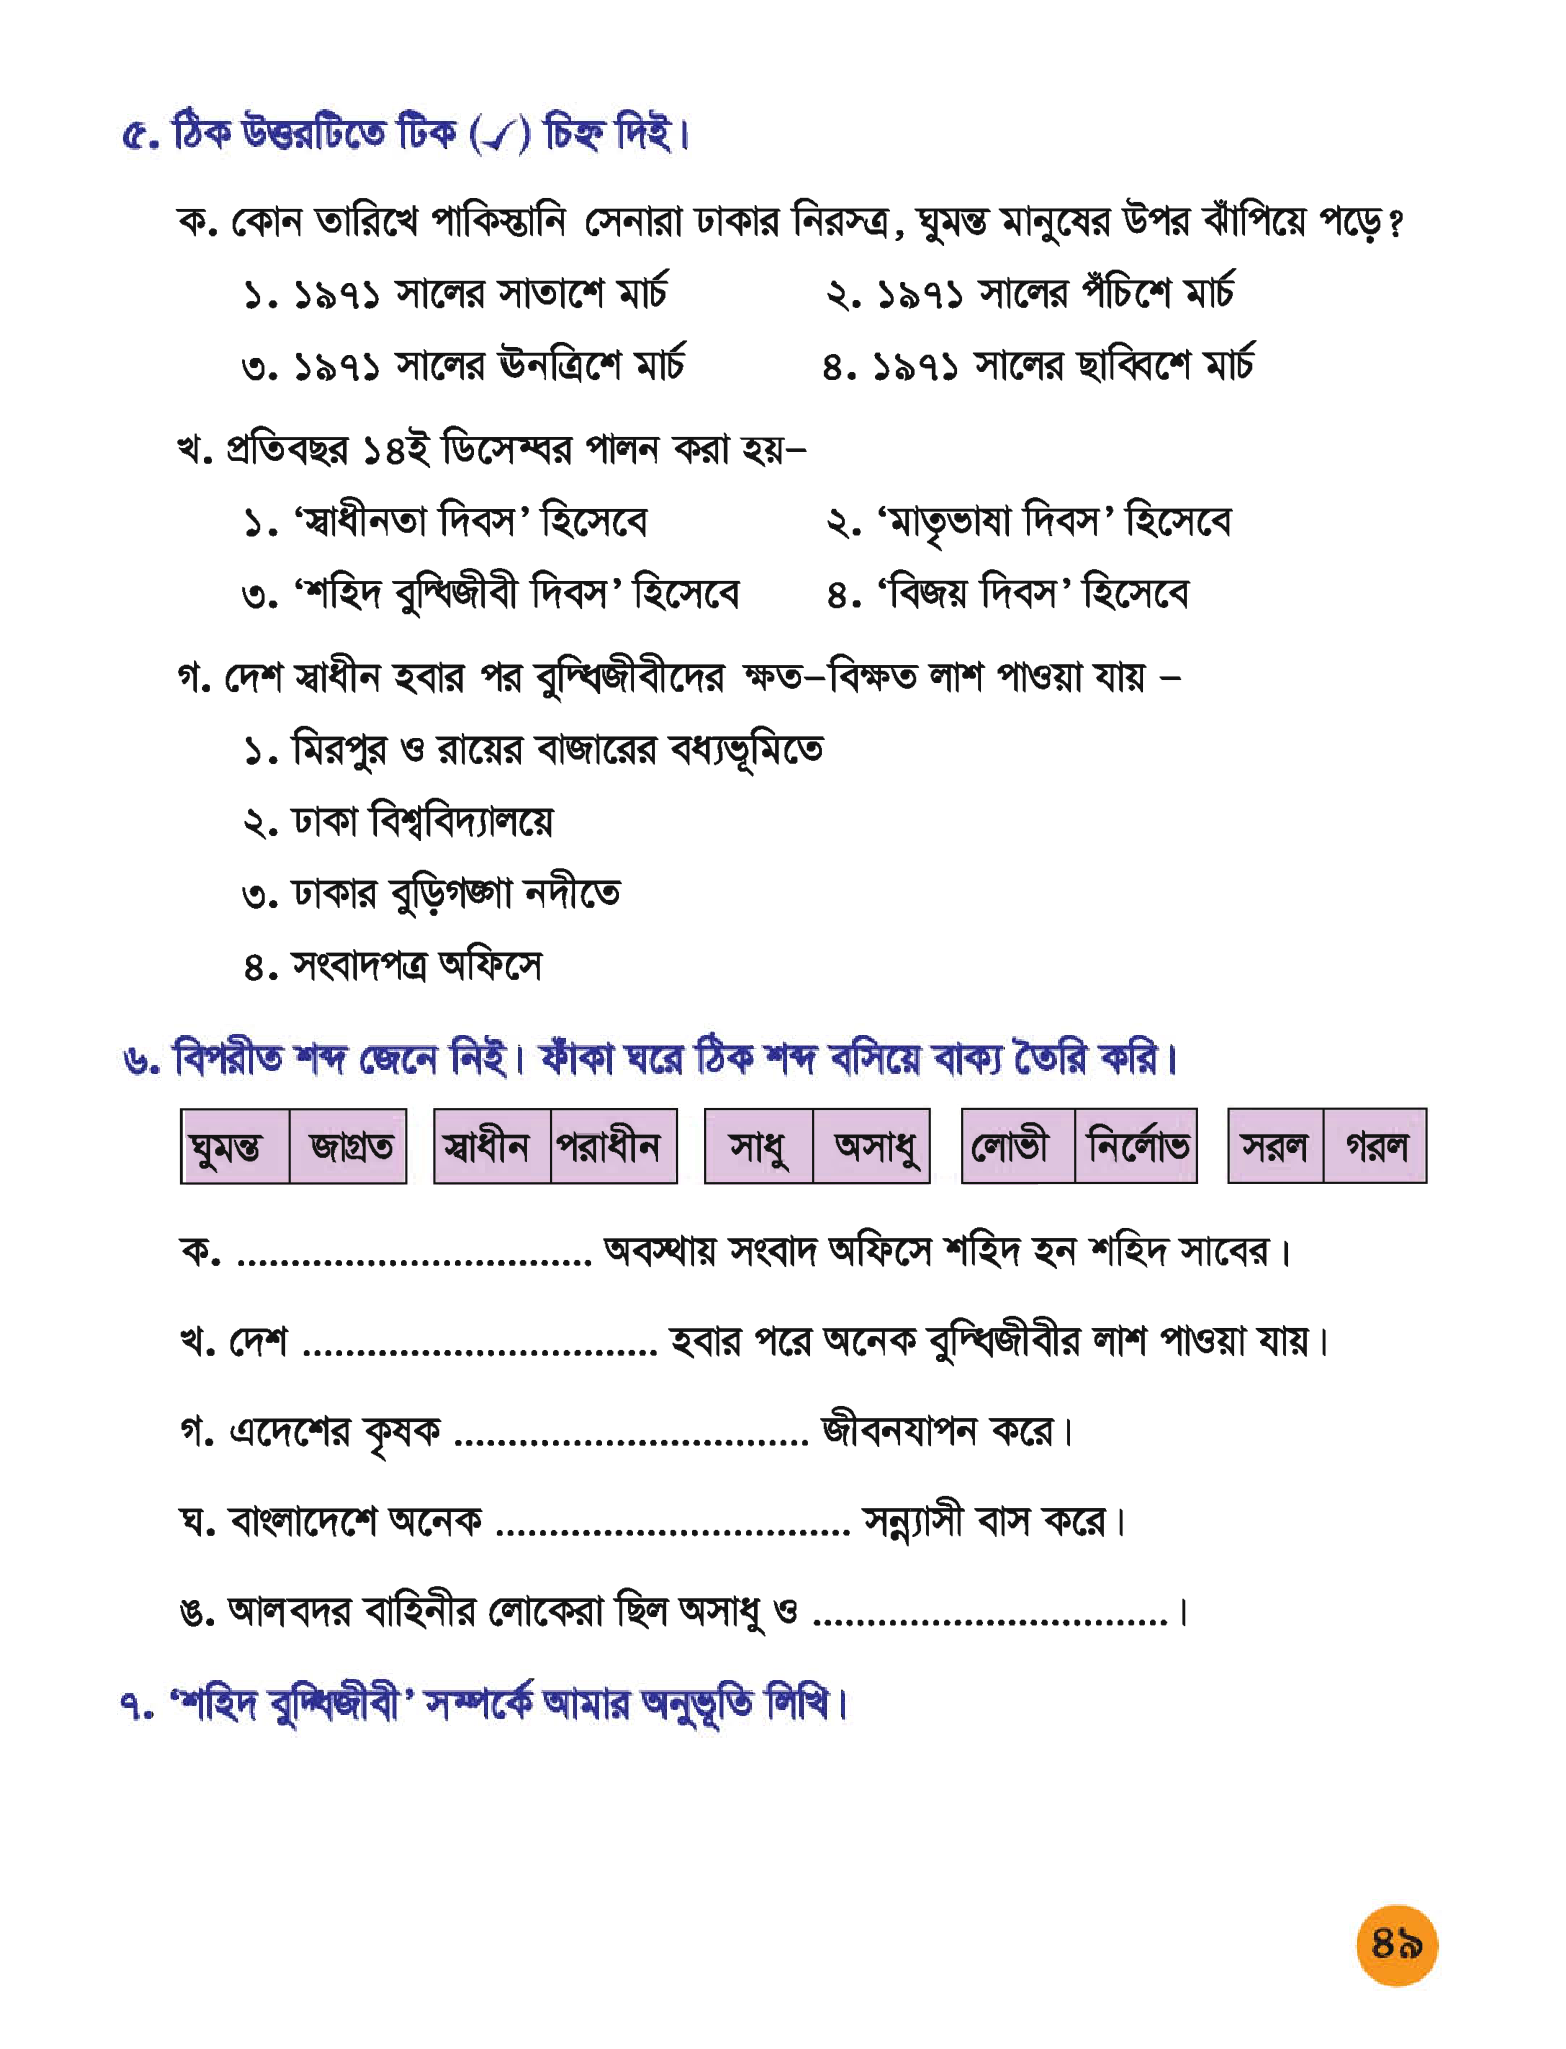 ৫. ঠিক উত্তরটিতে টিক (✓) চিহ্ন দিই।
ক. কোন তারিখে পাকিস্তানি সেনারা ঢাকার নিরস্ত্র, ঘুমন্ত মানুষের উপর ঝাঁপিয়ে পড়ে?
১. ১৯৭১ সালের সাতাশে মার্চ ২. ১৯৭১ সালের পঁচিশে মার্চ
৩. ১৯৭১ সালের ঊনত্রিশে মার্চ ৪. ১৯৭১ সালের ছাব্বিশে মার্চ
খ. প্রতিবছর ১৪ই ডিসেম্বর পালন করা হয়–
১. ‘স্বাধীনতা দিবস’ হিসেবে ২. ‘মাতৃভাষা দিবস’ হিসেবে
৩. ‘শহিদ বুদ্ধিজীবী দিবস’ হিসেবে ৪. ‘বিজয় দিবস’ হিসেবে
গ. দেশ স্বাধীন হবার পর বুদ্ধিজীবীদের ক্ষত–বিক্ষত লাশ পাওয়া যায় –
১. মিরপুর ও রায়ের বাজারের বধ্যভূমিতে
২. ঢাকা বিশ্ববিদ্যালয়ে
৩. ঢাকার বুড়িগঙ্গা নদীতে
৪. সংবাদপত্র অফিসে
৬. বিপরীত শব্দ জেনে নিই। ফাঁকা ঘরে ঠিক শব্দ বসিয়ে বাক্য তৈরি করি।
ঘুমন্ত জাগ্রত স্বাধীন পরাধীন সাধু অসাধু লোভী নির্লোভ সরল গরল
ক. ................................. অবস্থায় সংবাদ অফিসে শহিদ হন শহিদ সাবের।
খ. দেশ ................................. হবার পরে অনেক বুদ্ধিজীবীর লাশ পাওয়া যায়।
গ. এদেশের কৃষক ................................. জীবনযাপন করে।
ঘ. বাংলাদেশে অনেক ................................. সন্ন্যাসী বাস করে।
ঙ. আলবদর বাহিনীর লোকেরা ছিল অসাধু ও .................................।
৭. ‘শহিদ বুদ্ধিজীবী’ সম্পর্কে আমার অনুভূতি লিখি।
৪৯